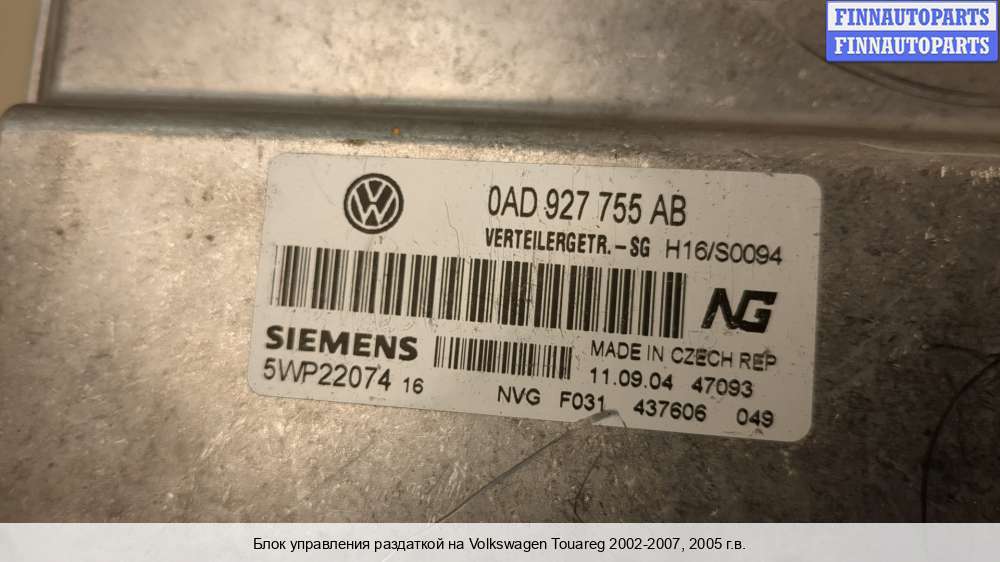 FINNAUTOPARTS
FINNAUTOPARTS
0AD 927 755 AB
VERTEILERGETR.-SG H16/S0094
NG
SIEMENS
MADE IN CZECH REP
5WP22074 16
11.09.04 47093
NVG F031 437606 049
Блок управления раздаткой на Volkswagen Touareg 2002-2007, 2005 г.в.